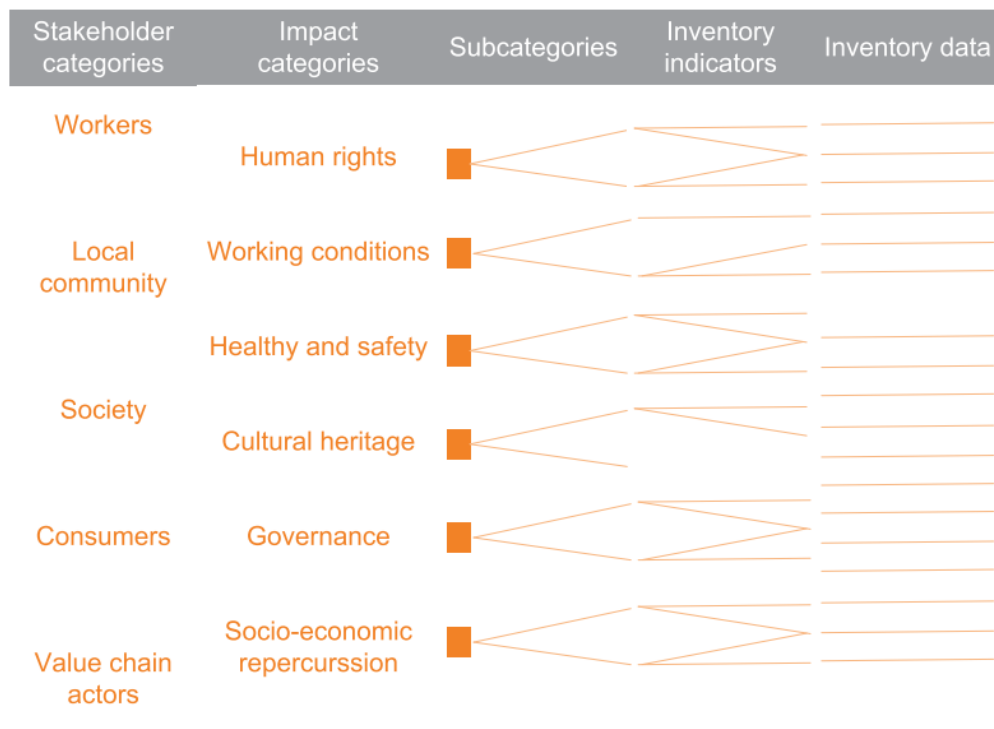 Stakeholder
categories
Impact
categories
Subcategories
Inventory
indicators
Inventory data
Workers
Human rights
Local
community
Working conditions
Healthy and safety
Society
Cultural heritage
Consumers
Governance
Socio-economic
repercurssion
Value chain
actors